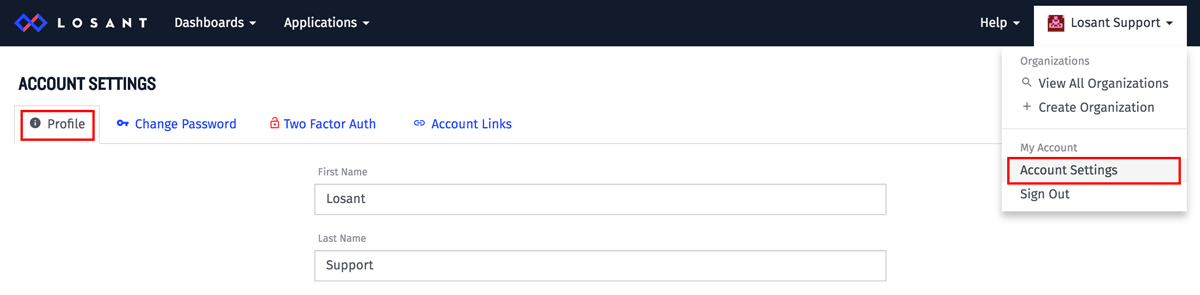 LOSANT Dashboards Applications Help Losant Support
Organizations
View All Organizations
Create Organization
My Account
Account Settings
Sign Out
ACCOUNT SETTINGS
Profile Change Password Two Factor Auth Account Links
First Name
Losant
Last Name
Support